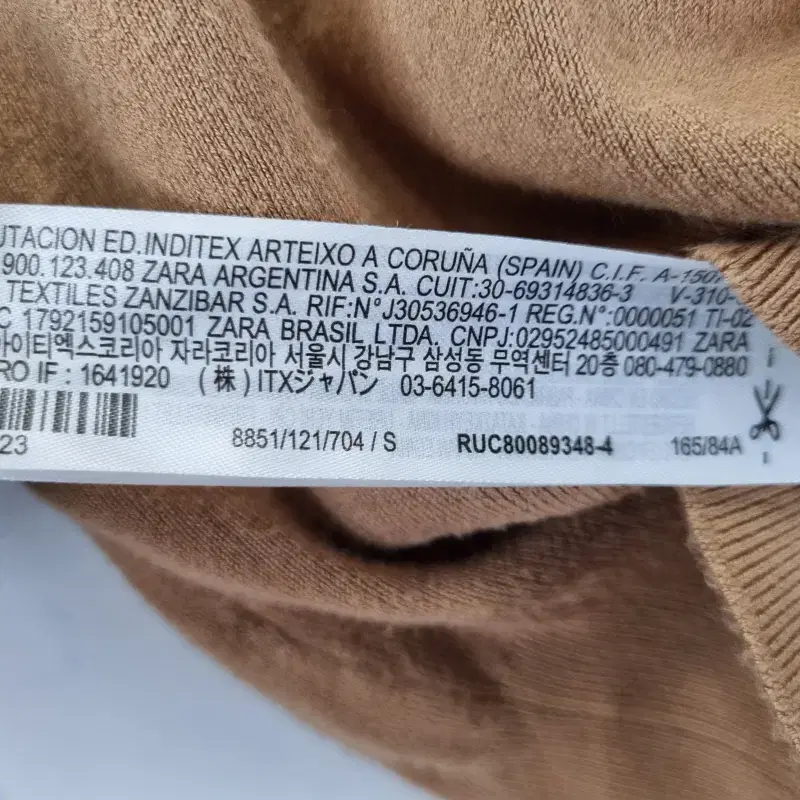 UTACION ED.INDITEX ARTEIXO A CORUÑA (SPAIN) C.I.F. A-150
900.123.408 ZARA ARGENTINA S.A. CUIT:30-69314836-3 V-310-
TEXTILES ZANZIBAR S.A. RIF:N°J30536946-1 REG.N°:0000051 TI-02
C 1792159105001 ZARA BRASIL LTDA. CNPJ:02952485000491 ZARA
아이티엑스코리아 자라코리아 서울시 강남구 삼성동 무역센터 20층 080-479-0880
RO IF : 1641920 (株) ITXジャパン 03-6415-8061
23 8851/121/704 / S RUC80089348-4 165/84A